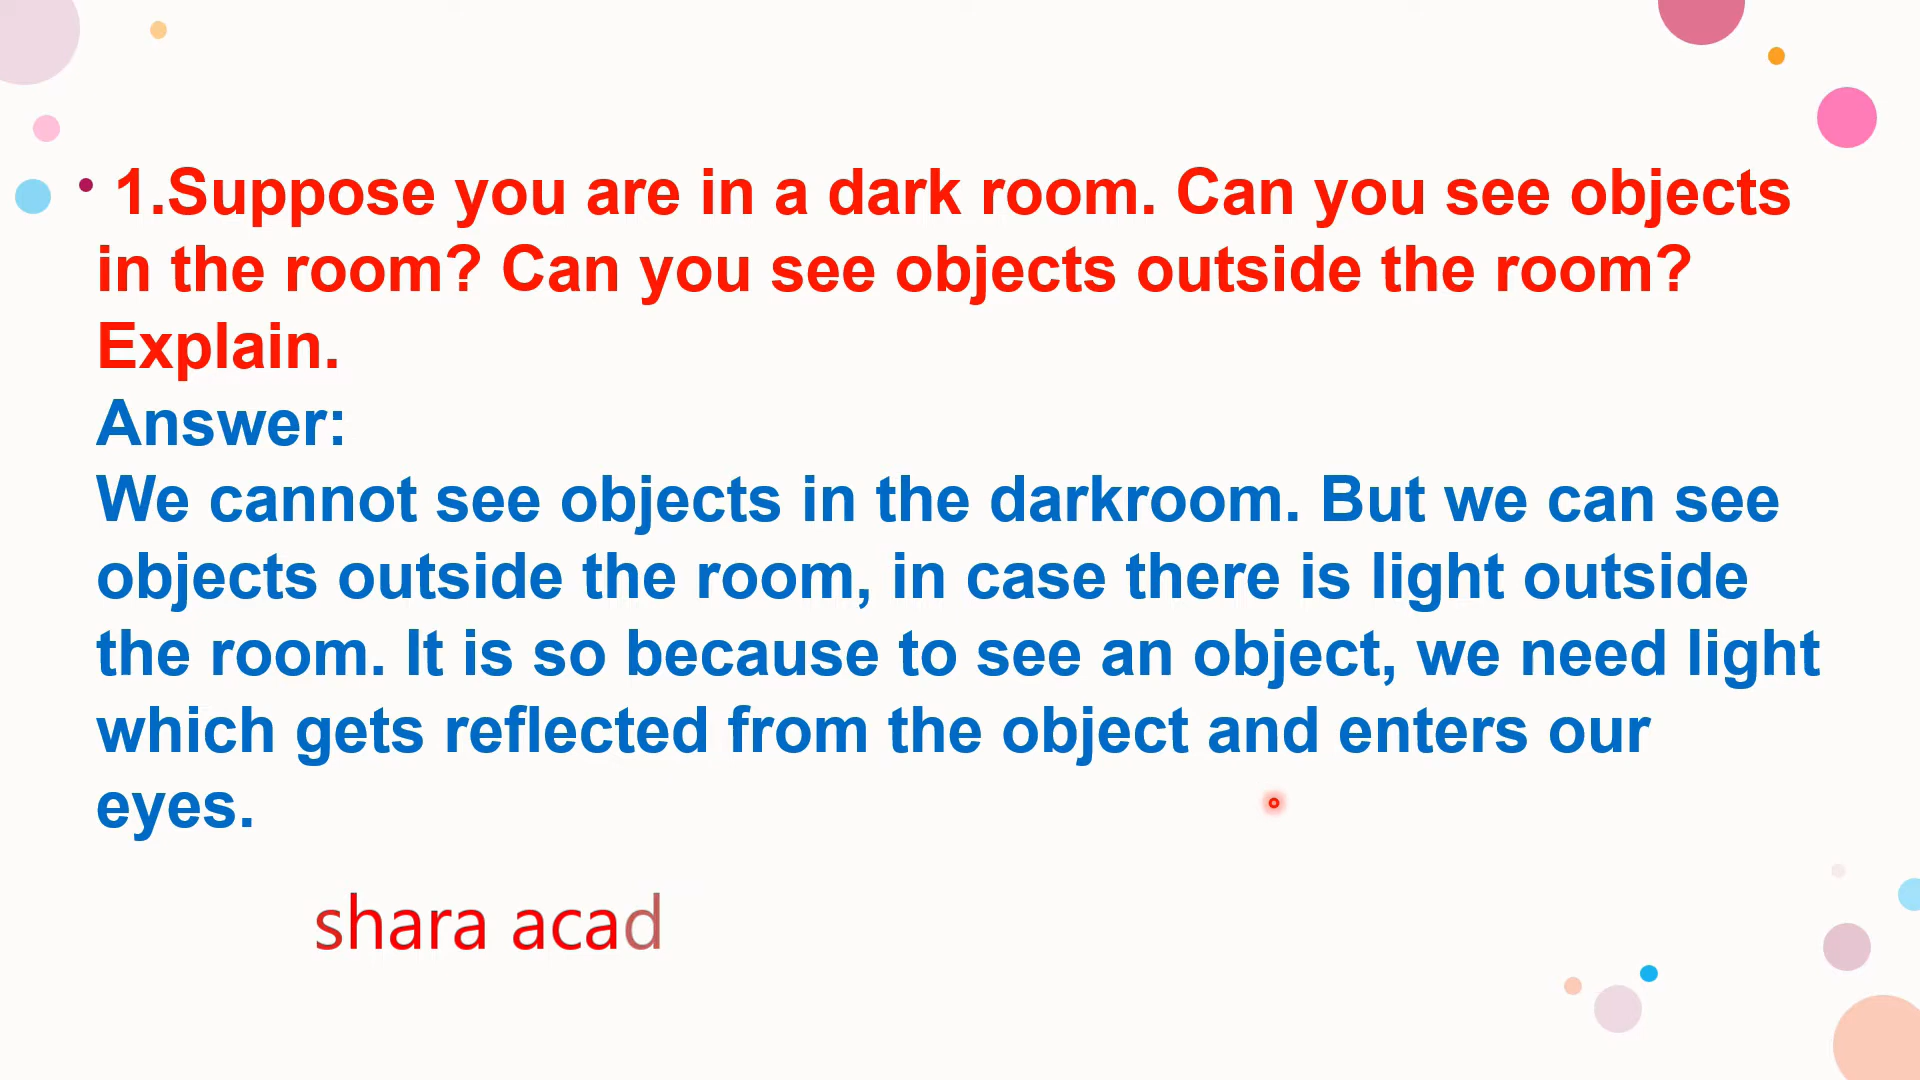 • 1.Suppose you are in a dark room. Can you see objects
in the room? Can you see objects outside the room?
Explain.
Answer:
We cannot see objects in the darkroom. But we can see
objects outside the room, in case there is light outside
the room. It is so because to see an object, we need light
which gets reflected from the object and enters our
eyes.
shara acad